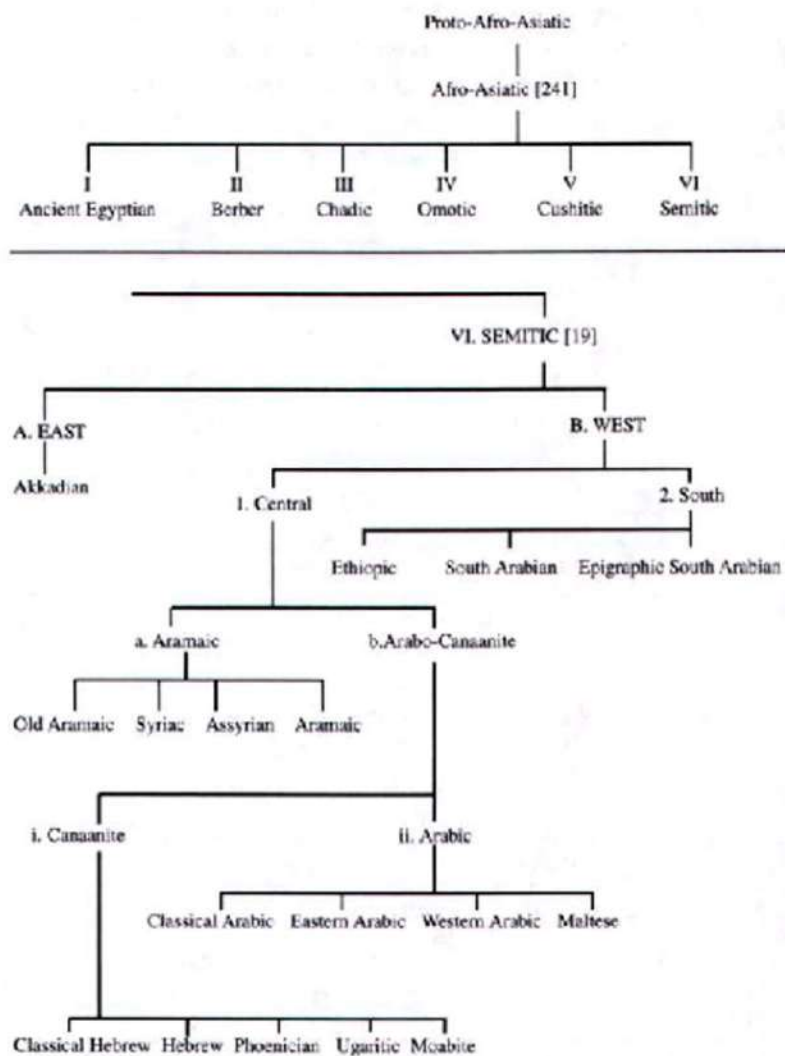 Proto-Afro-Asiatic
Afro-Asiatic [241]
I II III IV V VI
Ancient Egyptian Berber Chadic Omotic Cushitic Semitic
VI. SEMITIC [19]
A. EAST B. WEST
Akkadian
1. Central 2. South
Ethiopic South Arabian Epigraphic South Arabian
a. Aramaic b.Arabo-Canaanite
Old Aramaic Syriac Assyrian Aramaic
i. Canaanite ii. Arabic
Classical Arabic Eastern Arabic Western Arabic Maltese
Classical Hebrew Hebrew Phoenician Ugaritic Moabite